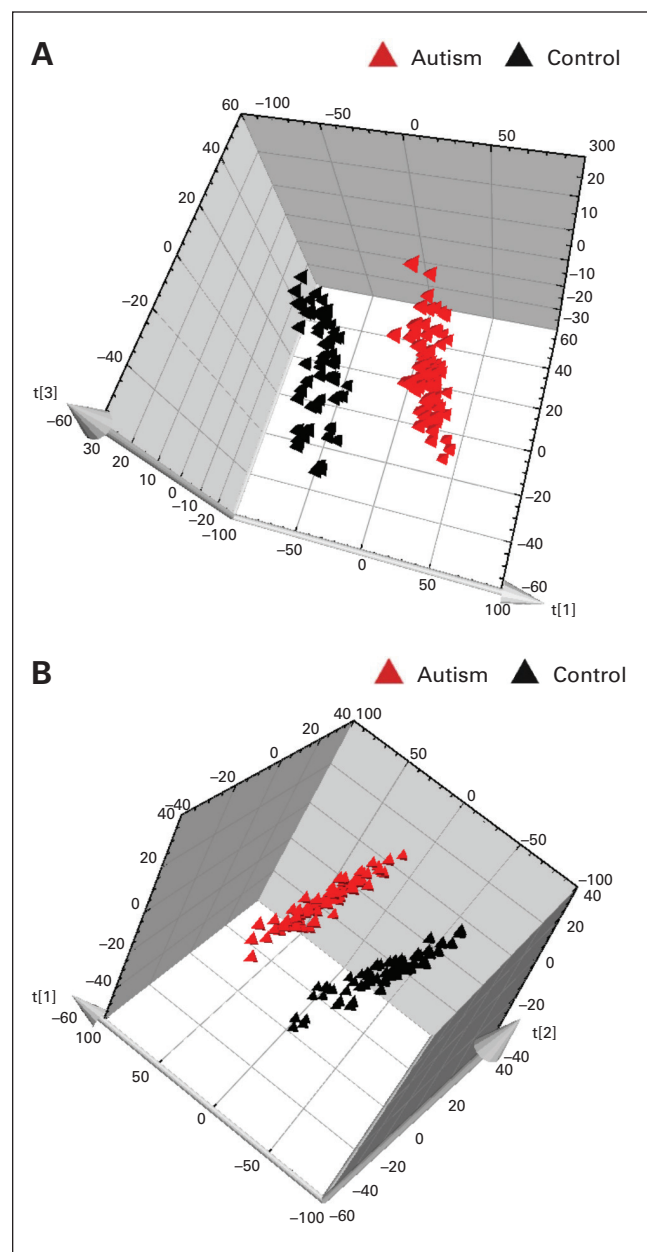 A
Autism Control
60 –100 –50 0 50 300
40 20
20 10
0 0
–20 –10
–40 –20
–30
60
40
20
0
–20
–40
–60
t[3]
–60
30 20 10 0 –10 –20
–100 –50 0 50 100
t[1]
B
Autism Control
40 100
–40 –20 0 20
50 0 –50 –100
40 40
20 20
0 0
–20 –20
–40 –40
t[1]
–60
100 50 0 –50 –100
t[2]
–60 –40 –20 0 20 40